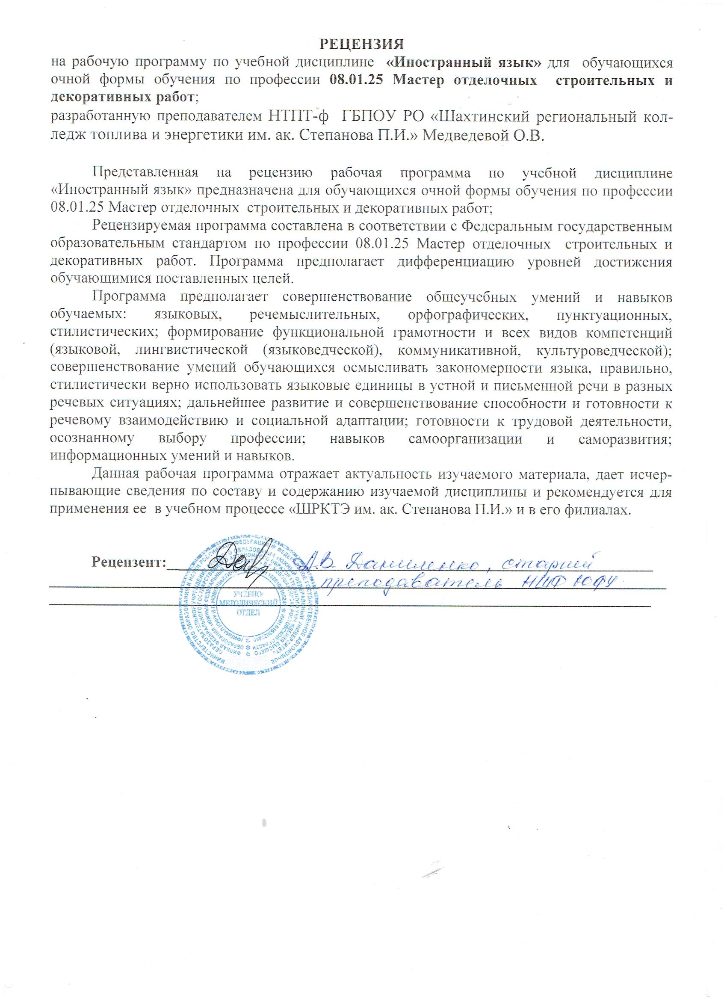 РЕЦЕНЗИЯ
на рабочую программу по учебной дисциплине «Иностранный язык» для обучающихся
очной формы обучения по профессии 08.01.25 Мастер отделочных строительных и
декоративных работ;
разработанную преподавателем НТПТ-ф ГБПОУ РО «Шахтинский региональный кол-
ледж топлива и энергетики им. ак. Степанова П.И.» Медведевой О.В.
Представленная на рецензию рабочая программа по учебной дисциплине
«Иностранный язык» предназначена для обучающихся очной формы обучения по профессии
08.01.25 Мастер отделочных строительных и декоративных работ;
Рецензируемая программа составлена в соответствии с Федеральным государственным
образовательным стандартом по профессии 08.01.25 Мастер отделочных строительных и
декоративных работ. Программа предполагает дифференциацию уровней достижения
обучающимися поставленных целей.
Программа предполагает совершенствование общеучебных умений и навыков
обучаемых: языковых, речемыслительных, орфографических, пунктуационных,
стилистических; формирование функциональной грамотности и всех видов компетенций
(языковой, лингвистической (языковедческой), коммуникативной, культуроведческой);
совершенствование умений обучающихся осмысливать закономерности языка, правильно,
стилистически верно использовать языковые единицы в устной и письменной речи в разных
речевых ситуациях; дальнейшее развитие и совершенствование способности и готовности к
речевому взаимодействию и социальной адаптации; готовности к трудовой деятельности,
осознанному выбору профессии; навыков самоорганизации и саморазвития;
информационных умений и навыков.
Данная рабочая программа отражает актуальность изучаемого материала, дает исчер-
пывающие сведения по составу и содержанию изучаемой дисциплины и рекомендуется для
применения ее в учебном процессе «ШРКТЭ им. ак. Степанова П.И.» и в его филиалах.
Рецензент: А.В. Даниленко, старший
преподаватель НШФ ЮФУ
УЧЕБНО-
МЕТОДИЧЕСКИЙ
ОТДЕЛ